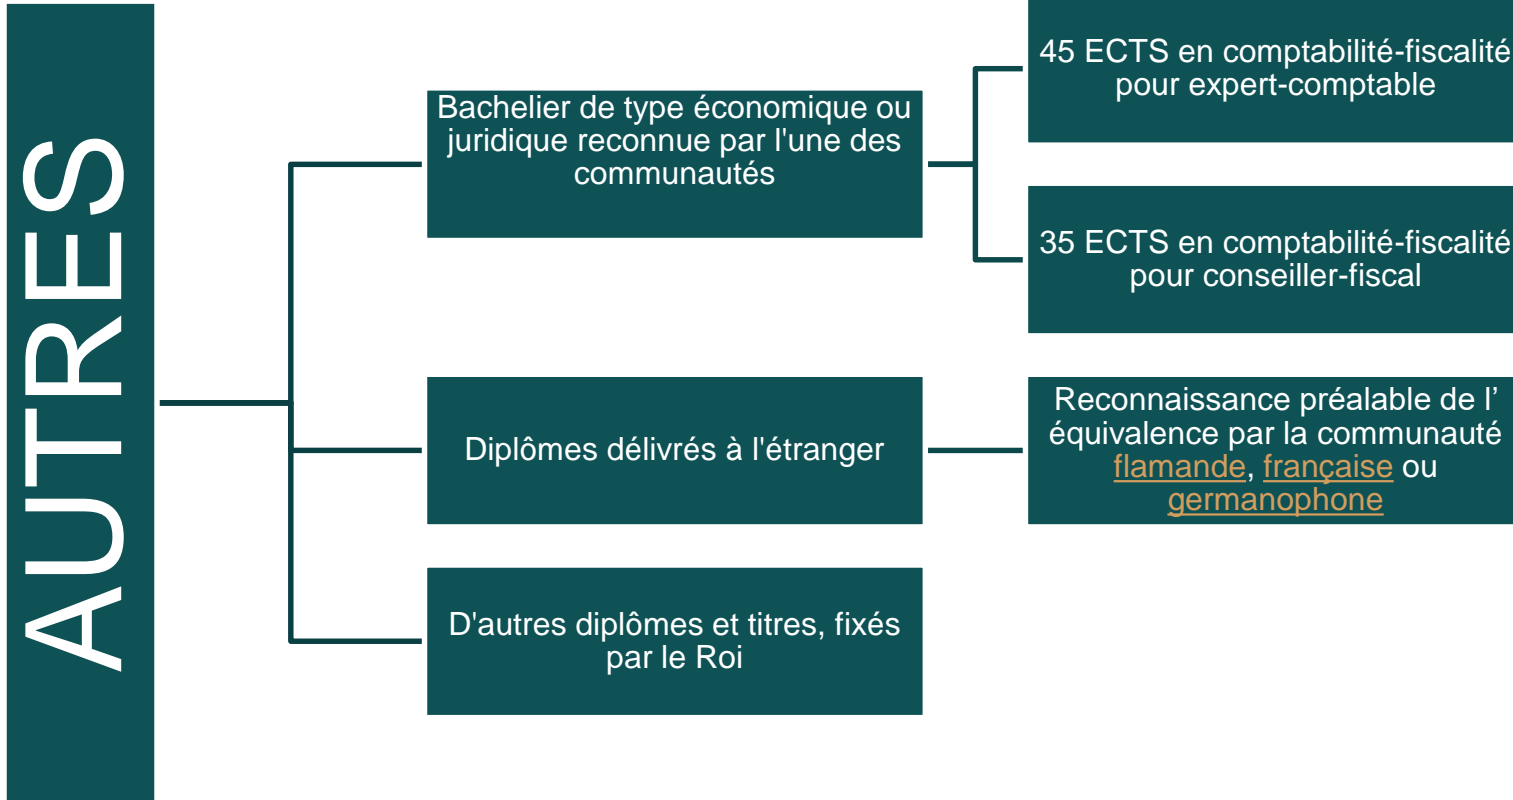 AUTRES
Bachelier de type économique ou
juridique reconnue par l'une des
communautés
45 ECTS en comptabilité-fiscalité
pour expert-comptable
35 ECTS en comptabilité-fiscalité
pour conseiller-fiscal
Diplômes délivrés à l'étranger
Reconnaissance préalable de l’
équivalence par la communauté
flamande, française ou
germanophone
D'autres diplômes et titres, fixés
par le Roi